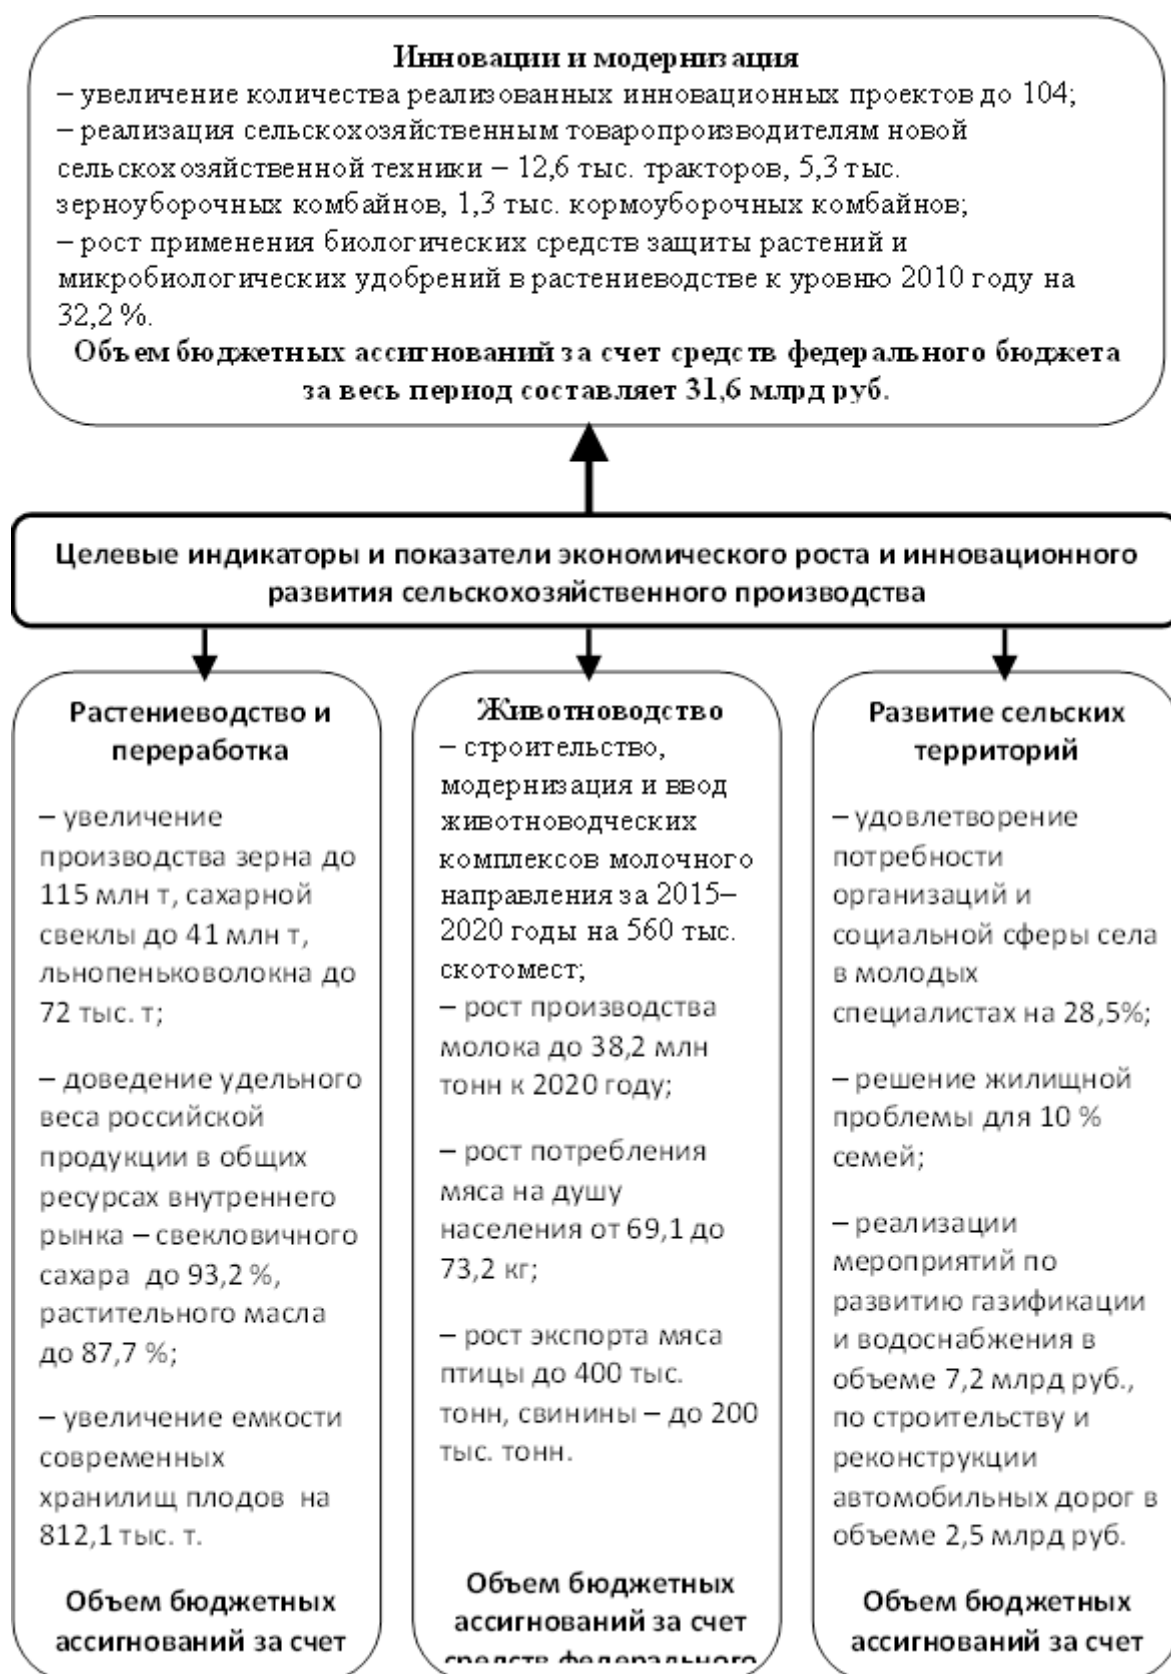 Инновации и модернизация
– увеличение количества реализованных инновационных проектов до 104;
– реализация сельскохозяйственным товаропроизводителям новой
сельскохозяйственной техники – 12,6 тыс. тракторов, 5,3 тыс.
зерноуборочных комбайнов, 1,3 тыс. кормоуборочных комбайнов;
– рост применения биологических средств защиты растений и
микробиологических удобрений в растениеводстве к уровню 2010 году на
32,2 %.
Объем бюджетных ассигнований за счет средств федерального бюджета
за весь период составляет 31,6 млрд руб.
Целевые индикаторы и показатели экономического роста и инновационного
развития сельскохозяйственного производства
Растениеводство и
переработка
– увеличение
производства зерна до
115 млн т, сахарной
свеклы до 41 млн т,
льнопеньковолокна до
72 тыс. т;
– доведение удельного
веса российской
продукции в общих
ресурсах внутреннего
рынка – свекловичного
сахара до 93,2 %,
растительного масла
до 87,7 %;
– увеличение емкости
современных
хранилищ плодов на
812,1 тыс. т.
Объем бюджетных
ассигнований за счет
Животноводство
– строительство,
модернизация и ввод
животноводческих
комплексов молочного
направления за 2015–
2020 годы на 560 тыс.
скотомест;
– рост производства
молока до 38,2 млн
тонн к 2020 году;
– рост потребления
мяса на душу
населения от 69,1 до
73,2 кг;
– рост экспорта мяса
птицы до 400 тыс.
тонн, свинины – до 200
тыс. тонн.
Объем бюджетных
ассигнований за счет
средств федерального
Развитие сельских
территорий
– удовлетворение
потребности
организаций и
социальной сферы села
в молодых
специалистах на 28,5%;
– решение жилищной
проблемы для 10 %
семей;
– реализации
мероприятий по
развитию газификации
и водоснабжения в
объеме 7,2 млрд руб.,
по строительству и
реконструкции
автомобильных дорог в
объеме 2,5 млрд руб.
Объем бюджетных
ассигнований за счет